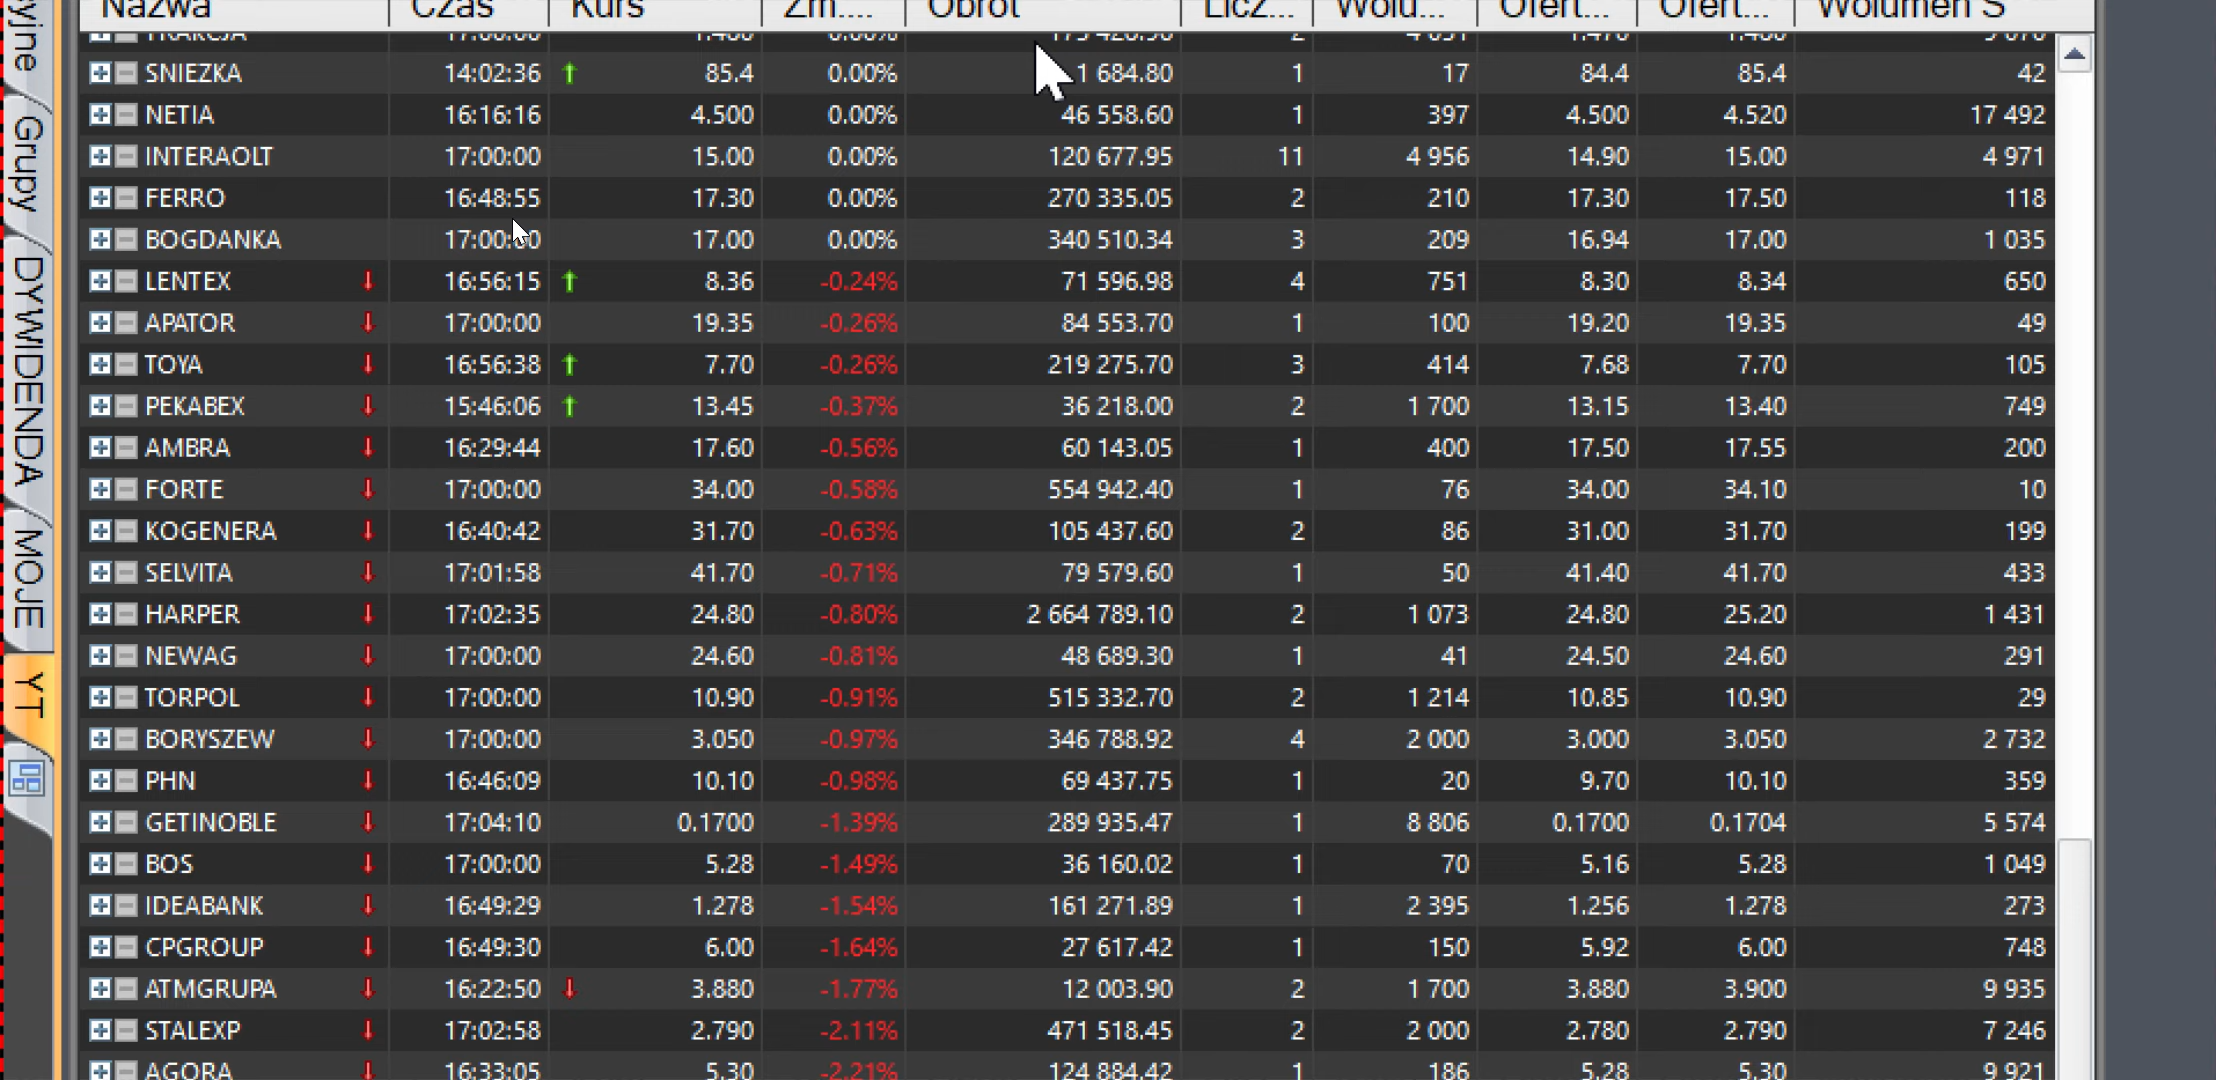 Nazwa Czas Kurs Zm.... Obrót Licz... Wolu... Ofert... Ofert... Wolumen S
TRAKCJA 17:00:00 1.480 0.00% 2 1.470 1.480
SNIEZKA 14:02:36 85.4 0.00% 1 684.80 1 17 84.4 85.4 42
NETIA 16:16:16 4.500 0.00% 46 558.60 1 397 4.500 4.520 17 492
INTERAOLT 17:00:00 15.00 0.00% 120 677.95 11 4 956 14.90 15.00 4 971
FERRO 16:48:55 17.30 0.00% 270 335.05 2 210 17.30 17.50 118
BOGDANKA 17:00:00 17.00 0.00% 340 510.34 3 209 16.94 17.00 1 035
LENTEX 16:56:15 8.36 -0.24% 71 596.98 4 751 8.30 8.34 650
APATOR 17:00:00 19.35 -0.26% 84 553.70 1 100 19.20 19.35 49
TOYA 16:56:38 7.70 -0.26% 219 275.70 3 414 7.68 7.70 105
PEKABEX 15:46:06 13.45 -0.37% 36 218.00 2 1 700 13.15 13.40 749
AMBRA 16:29:44 17.60 -0.56% 60 143.05 1 400 17.50 17.55 200
FORTE 17:00:00 34.00 -0.58% 554 942.40 1 76 34.00 34.10 10
KOGENERA 16:40:42 31.70 -0.63% 105 437.60 2 86 31.00 31.70 199
SELVITA 17:01:58 41.70 -0.71% 79 579.60 1 50 41.40 41.70 433
HARPER 17:02:35 24.80 -0.80% 2 664 789.10 2 1 073 24.80 25.20 1 431
NEWAG 17:00:00 24.60 -0.81% 48 689.30 1 41 24.50 24.60 291
TORPOL 17:00:00 10.90 -0.91% 515 332.70 2 1 214 10.85 10.90 29
BORYSZEW 17:00:00 3.050 -0.97% 346 788.92 4 2 000 3.000 3.050 2 732
PHN 16:46:09 10.10 -0.98% 69 437.75 1 20 9.70 10.10 359
GETINOBLE 17:04:10 0.1700 -1.39% 289 935.47 1 8 806 0.1700 0.1704 5 574
BOS 17:00:00 5.28 -1.49% 36 160.02 1 70 5.16 5.28 1 049
IDEABANK 16:49:29 1.278 -1.54% 161 271.89 1 2 395 1.256 1.278 273
CPGROUP 16:49:30 6.00 -1.64% 27 617.42 1 150 5.92 6.00 748
ATMGRUPA 16:22:50 3.880 -1.77% 12 003.90 2 1 700 3.880 3.900 9 935
STALEXP 17:02:58 2.790 -2.11% 471 518.45 2 2 000 2.780 2.790 7 246
AGORA 16:33:05 5.30 -2.21% 124 884.42 1 186 5.28 5.30 9 921
yjne
Grupy
DYWIDENDA
MOJE
YT